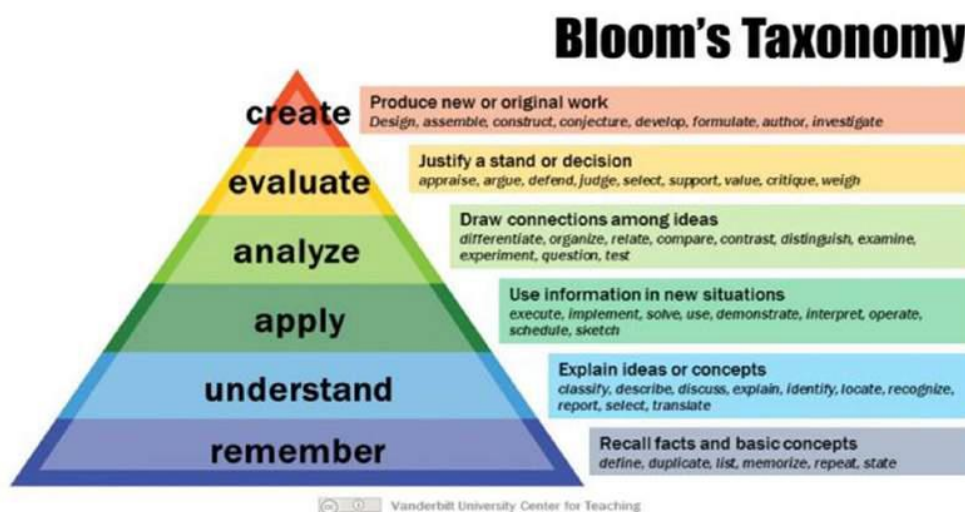 Bloom's Taxonomy
create
Produce new or original work
Design, assemble, construct, conjecture, develop, formulate, author, investigate
evaluate
Justify a stand or decision
appraise, argue, defend, judge, select, support, value, critique, weigh
analyze
Draw connections among ideas
differentiate, organize, relate, compare, contrast, distinguish, examine,
experiment, question, test
apply
Use information in new situations
execute, implement, solve, use, demonstrate, interpret, operate,
schedule, sketch
understand
Explain ideas or concepts
classify, describe, discuss, explain, identify, locate, recognize,
report, select, translate
remember
Recall facts and basic concepts
define, duplicate, list, memorize, repeat, state
cc Vanderbilt University Center for Teaching